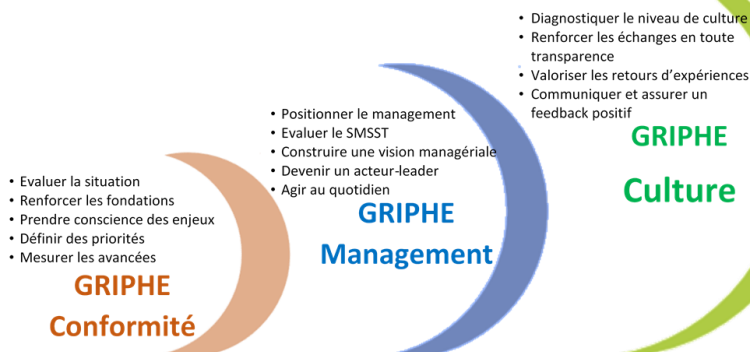 • Evaluer la situation
• Renforcer les fondations
• Prendre conscience des enjeux
• Définir des priorités
• Mesurer les avancées
GRIPHE
Conformité
• Positionner le management
• Evaluer le SMSST
• Construire une vision managériale
• Devenir un acteur-leader
• Agir au quotidien
GRIPHE
Management
• Diagnostiquer le niveau de culture
• Renforcer les échanges en toute
transparence
• Valoriser les retours d’expériences
• Communiquer et assurer un
feedback positif
GRIPHE
Culture